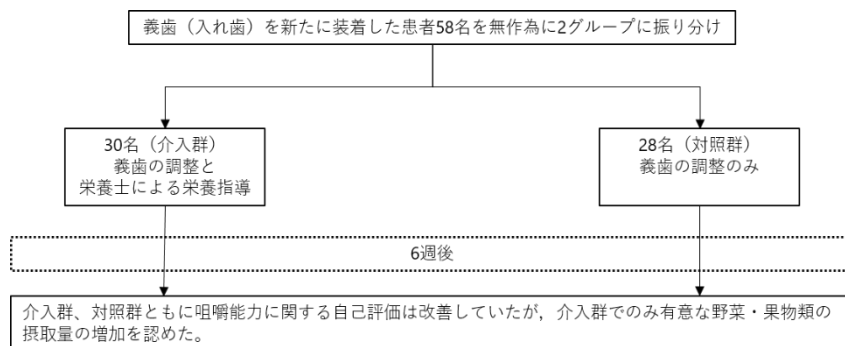 義歯（入れ歯）を新たに装着した患者58名を無作為に2グループに振り分け
30名（介入群）
義歯の調整と
栄養士による栄養指導
28名（対照群）
義歯の調整のみ
6週後
介入群、対照群ともに咀嚼能力に関する自己評価は改善していたが，介入群でのみ有意な野菜・果物類の
摂取量の増加を認めた。